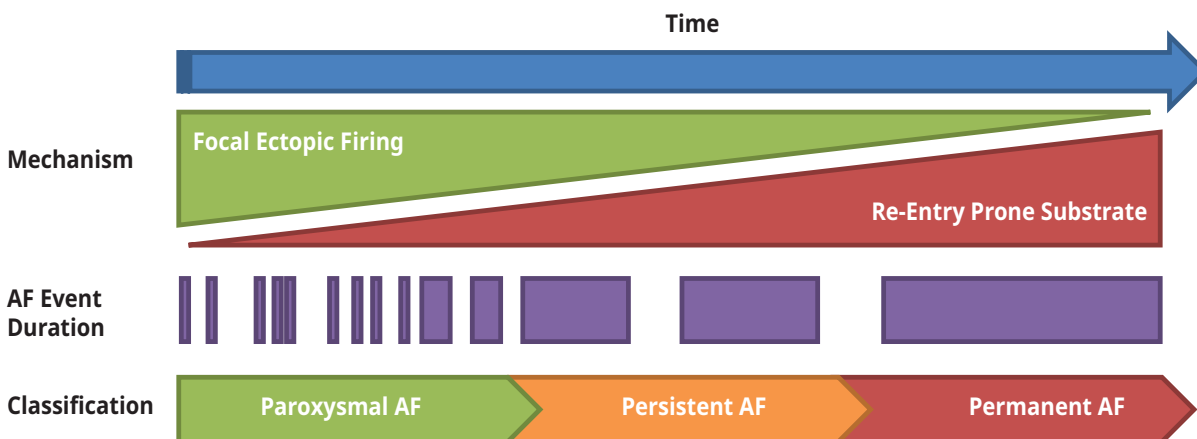 Time
Mechanism
Focal Ectopic Firing
Re-Entry Prone Substrate
AF Event
Duration
Classification
Paroxysmal AF
Persistent AF
Permanent AF